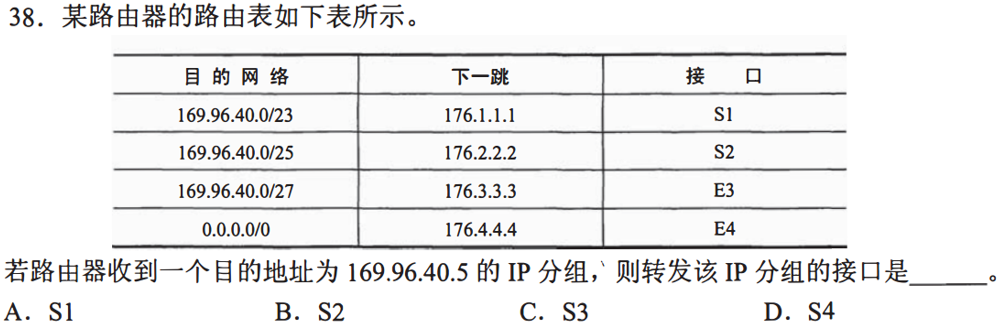 38．某路由器的路由表如下表所示。
目 的 网 络 下一跳 接 口
169.96.40.0/23 176.1.1.1 S1
169.96.40.0/25 176.2.2.2 S2
169.96.40.0/27 176.3.3.3 E3
0.0.0.0/0 176.4.4.4 E4
若路由器收到一个目的地址为 169.96.40.5 的 IP 分组，则转发该 IP 分组的接口是______。
A．S1 B．S2 C．S3 D．S4